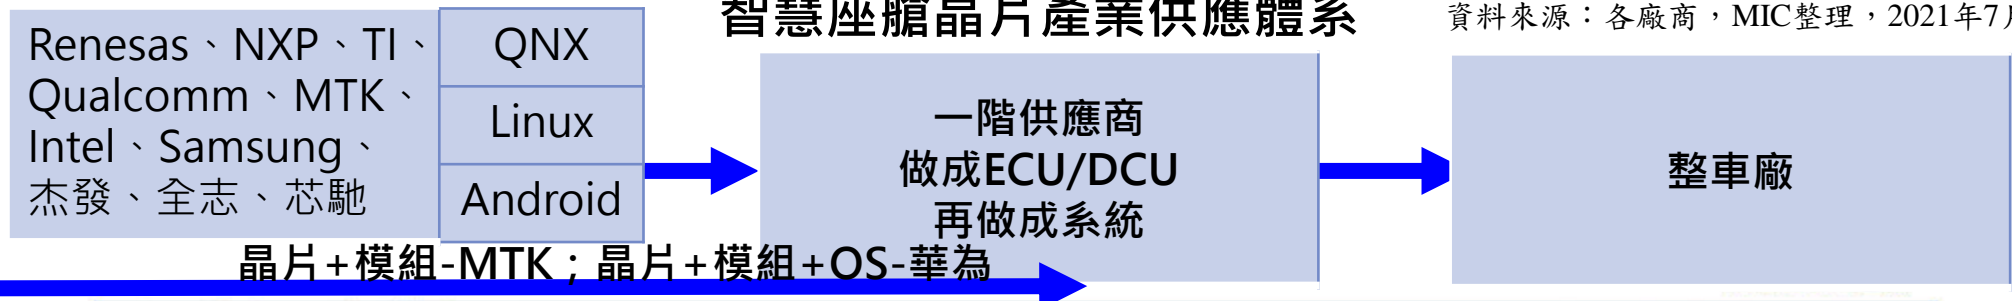 智慧座艙晶片產業供應體系
資料來源：各廠商，MIC整理，2021年7月
Renesas、NXP、TI、
Qualcomm、MTK、
Intel、Samsung、
杰發、全志、芯馳
QNX
Linux
Android
一階供應商
做成ECU/DCU
再做成系統
整車廠
晶片+模組-MTK；晶片+模組+OS-華為